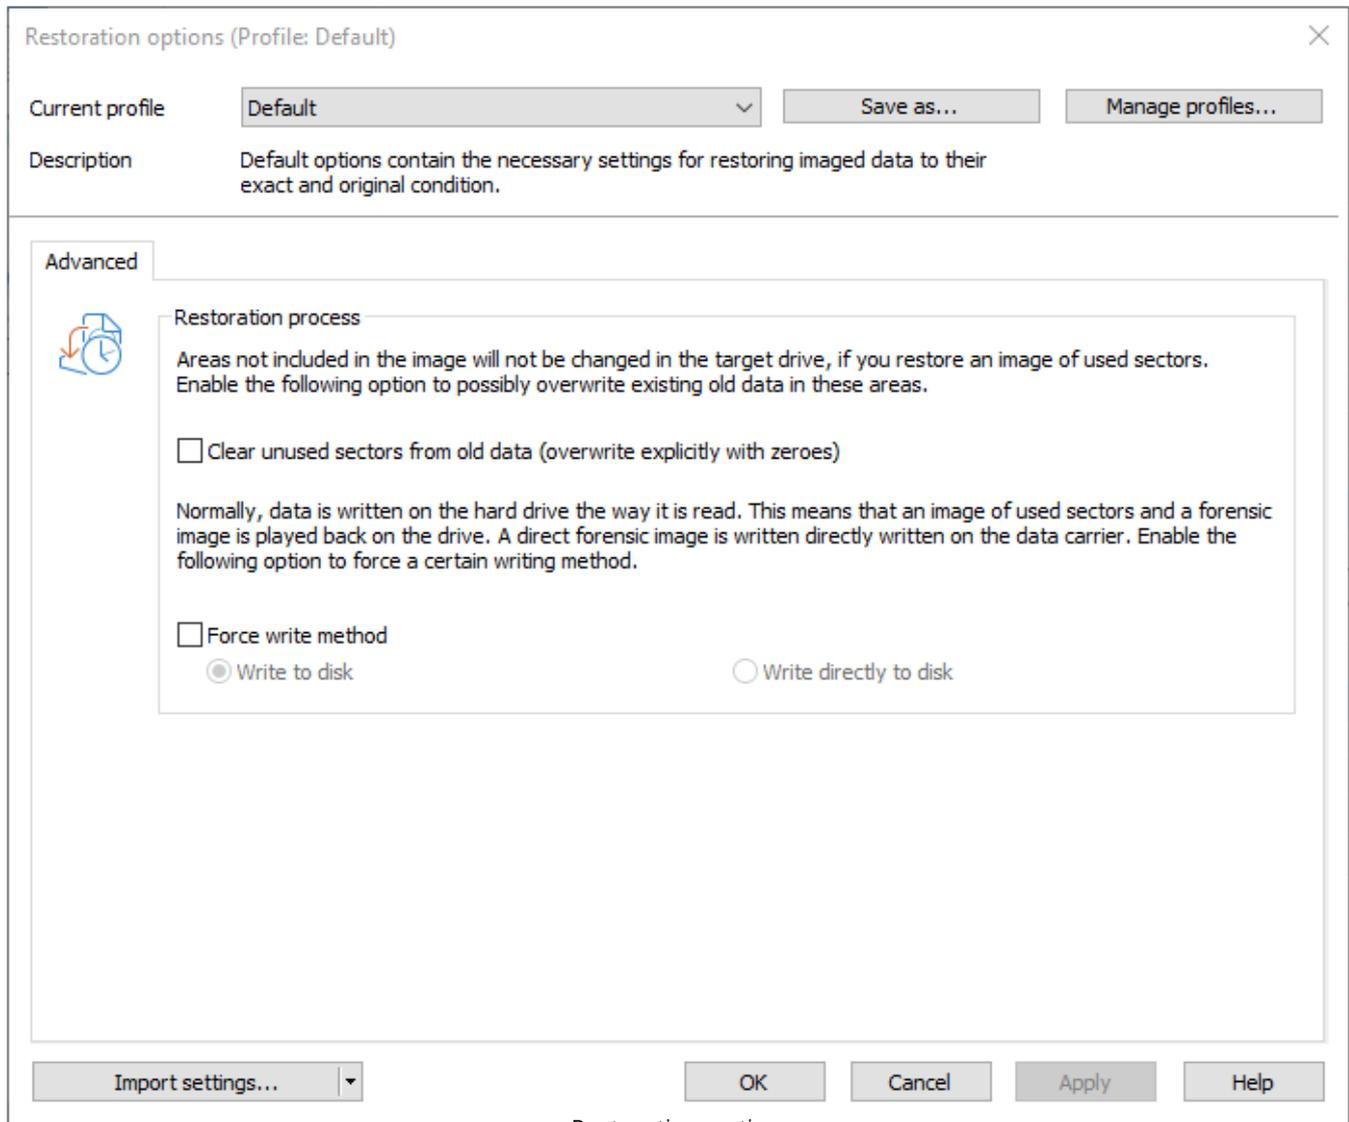 Restoration options (Profile: Default)
Current profile
Default
Save as...
Manage profiles...
Description
Default options contain the necessary settings for restoring imaged data to their
exact and original condition.
Advanced
Restoration process
Areas not included in the image will not be changed in the target drive, if you restore an image of used sectors.
Enable the following option to possibly overwrite existing old data in these areas.
Clear unused sectors from old data (overwrite explicitly with zeroes)
Normally, data is written on the hard drive the way it is read. This means that an image of used sectors and a forensic
image is played back on the drive. A direct forensic image is written directly written on the data carrier. Enable the
following option to force a certain writing method.
Force write method
Write to disk
Write directly to disk
Import settings...
OK
Cancel
Apply
Help